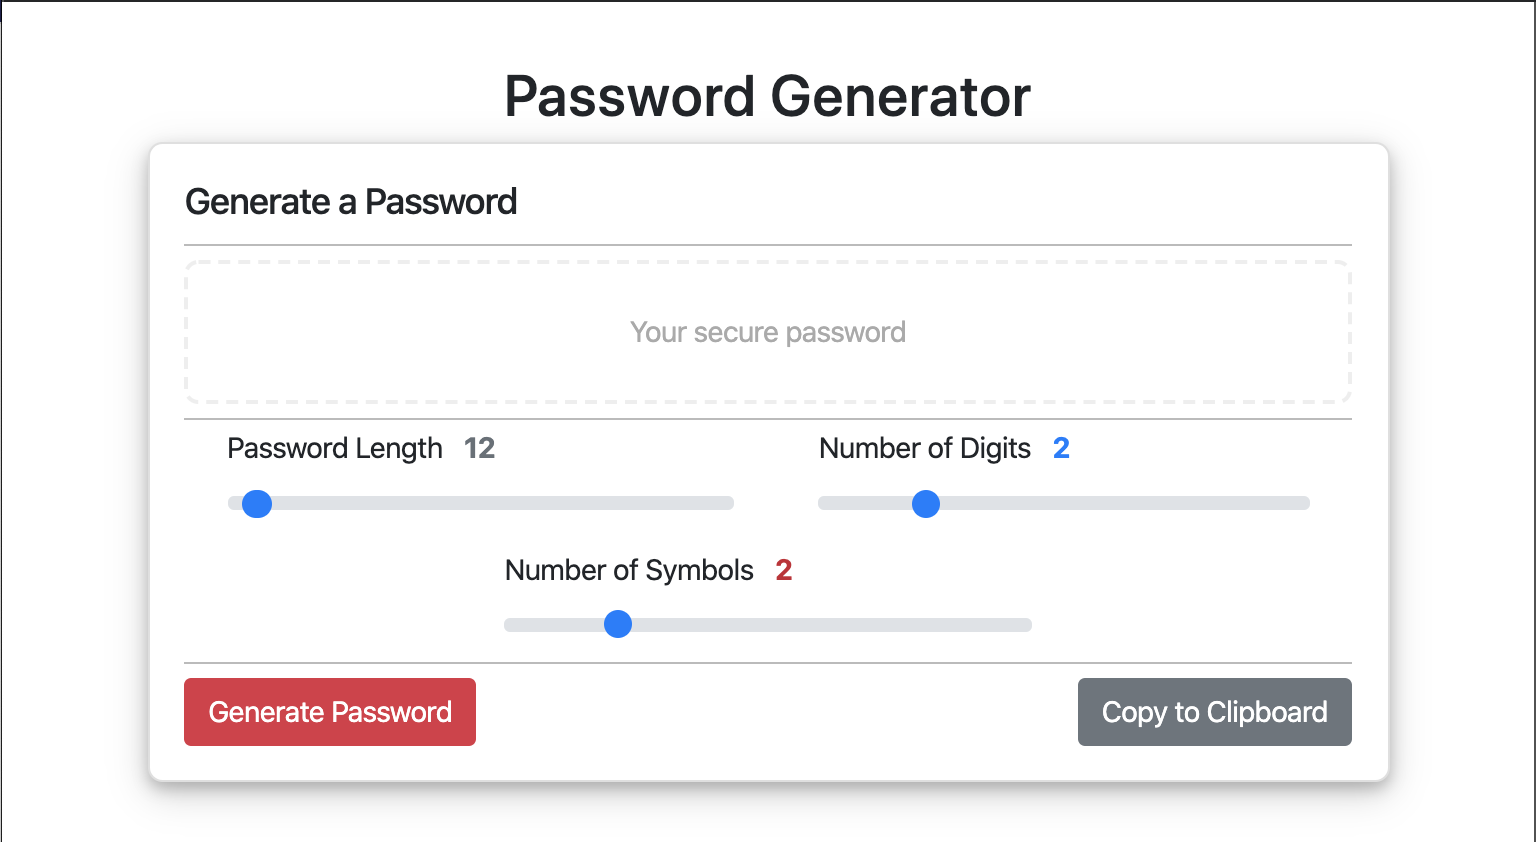 Password Generator
Generate a Password
Your secure password
Password Length 12
Number of Digits 2
Number of Symbols 2
Generate Password
Copy to Clipboard